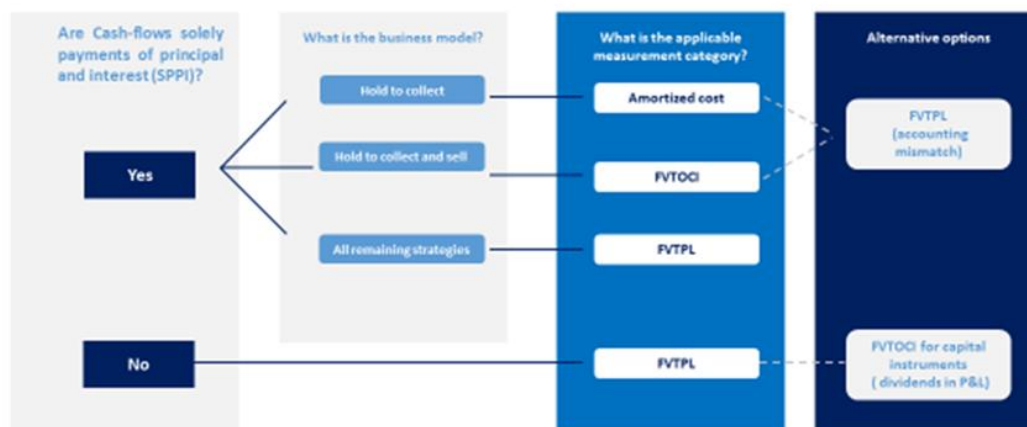 Are Cash-flows solely
payments of principal
and interest (SPPI)?
What is the business model?
What is the applicable
measurement category?
Alternative options
Hold to collect
Amortized cost
FVTPL
(accounting
mismatch)
Yes
Hold to collect and sell
FVTOCI
All remaining strategies
FVTPL
No
FVTPL
FVTOCI for capital
instruments
( dividends in P&L)